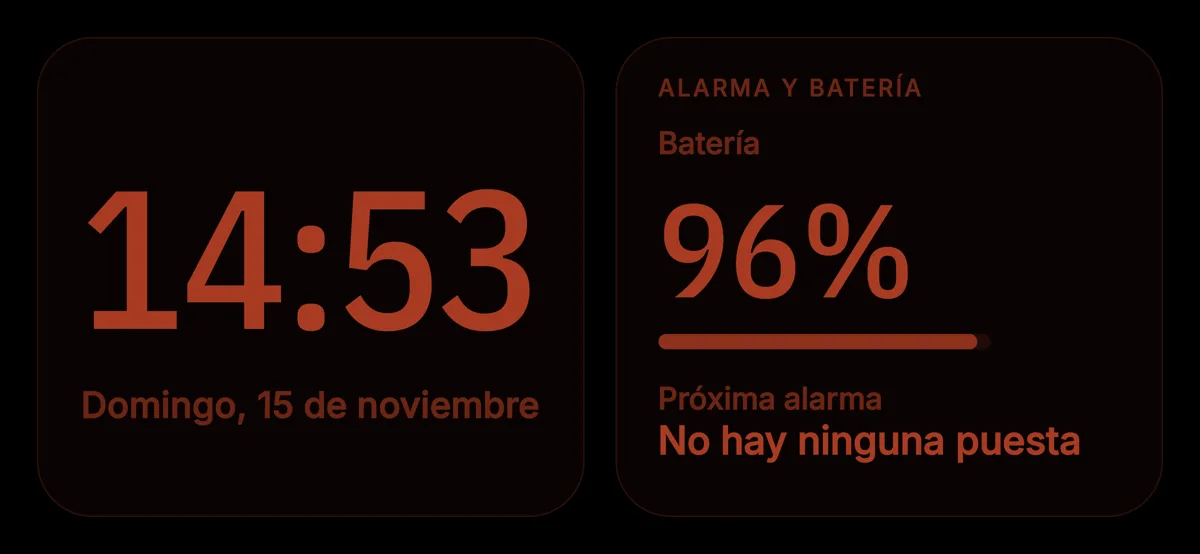 14:53
Domingo, 15 de noviembre
ALARMA Y BATERÍA
Batería
96%
Próxima alarma
No hay ninguna puesta